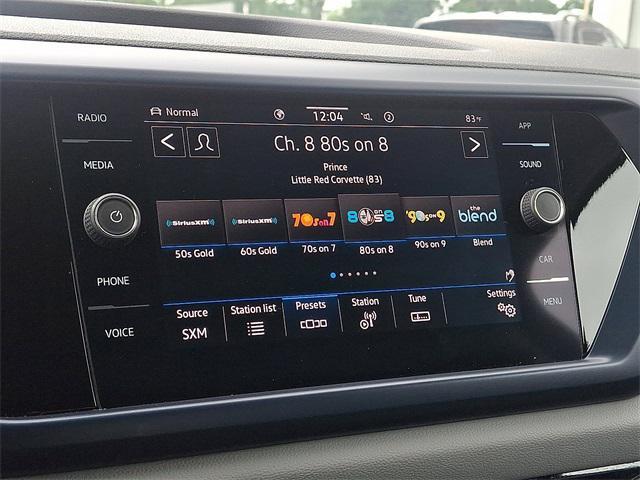 RADIO
MEDIA
PHONE
VOICE
Normal
12:04
2
83°F
Ch. 8 80s on 8
Prince
Little Red Corvette (83)
SiriusXM SiriusXM 70s on 7 80s on 8 '90s ON 9 the blend
50s Gold 60s Gold 70s on 7 80s on 8 90s on 9 Blend
Source Station list Presets Station Tune Settings
SXM
APP
SOUND
CAR
MENU